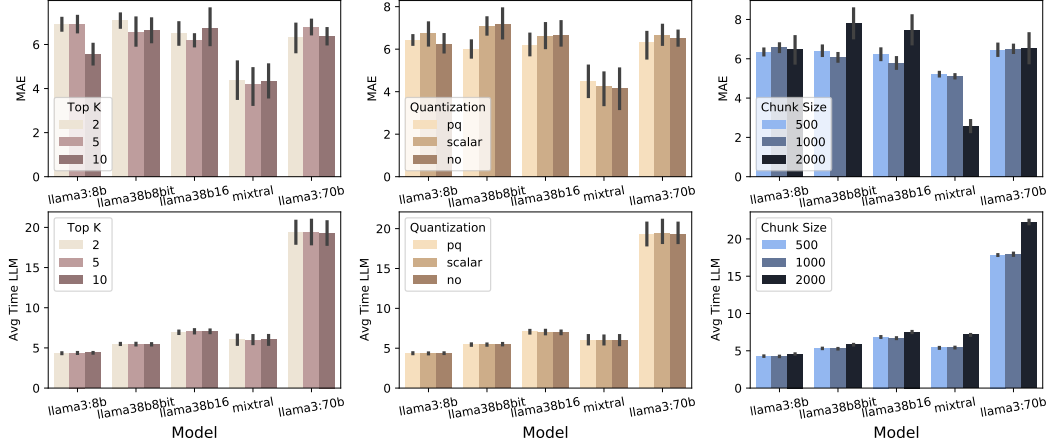 MAE
6
4
2
0
Top K
2
5
10
llama3:8b
llama38b8bit
llama38b16
mixtral
llama3:70b
MAE
8
7
6
5
4
3
2
1
0
Quantization
pq
scalar
no
llama3:8b
llama38b8bit
llama38b16
mixtral
llama3:70b
MAE
8
6
4
2
0
Chunk Size
500
1000
2000
llama3:8b
llama38b8bit
llama38b16
mixtral
llama3:70b
Avg Time LLM
20
15
10
5
0
Top K
2
5
10
llama3:8b
llama38b8bit
llama38b16
mixtral
llama3:70b
Model
Avg Time LLM
20
15
10
5
0
Quantization
pq
scalar
no
llama3:8b
llama38b8bit
llama38b16
mixtral
llama3:70b
Model
Avg Time LLM
20
15
10
5
0
Chunk Size
500
1000
2000
llama3:8b
llama38b8bit
llama38b16
mixtral
llama3:70b
Model